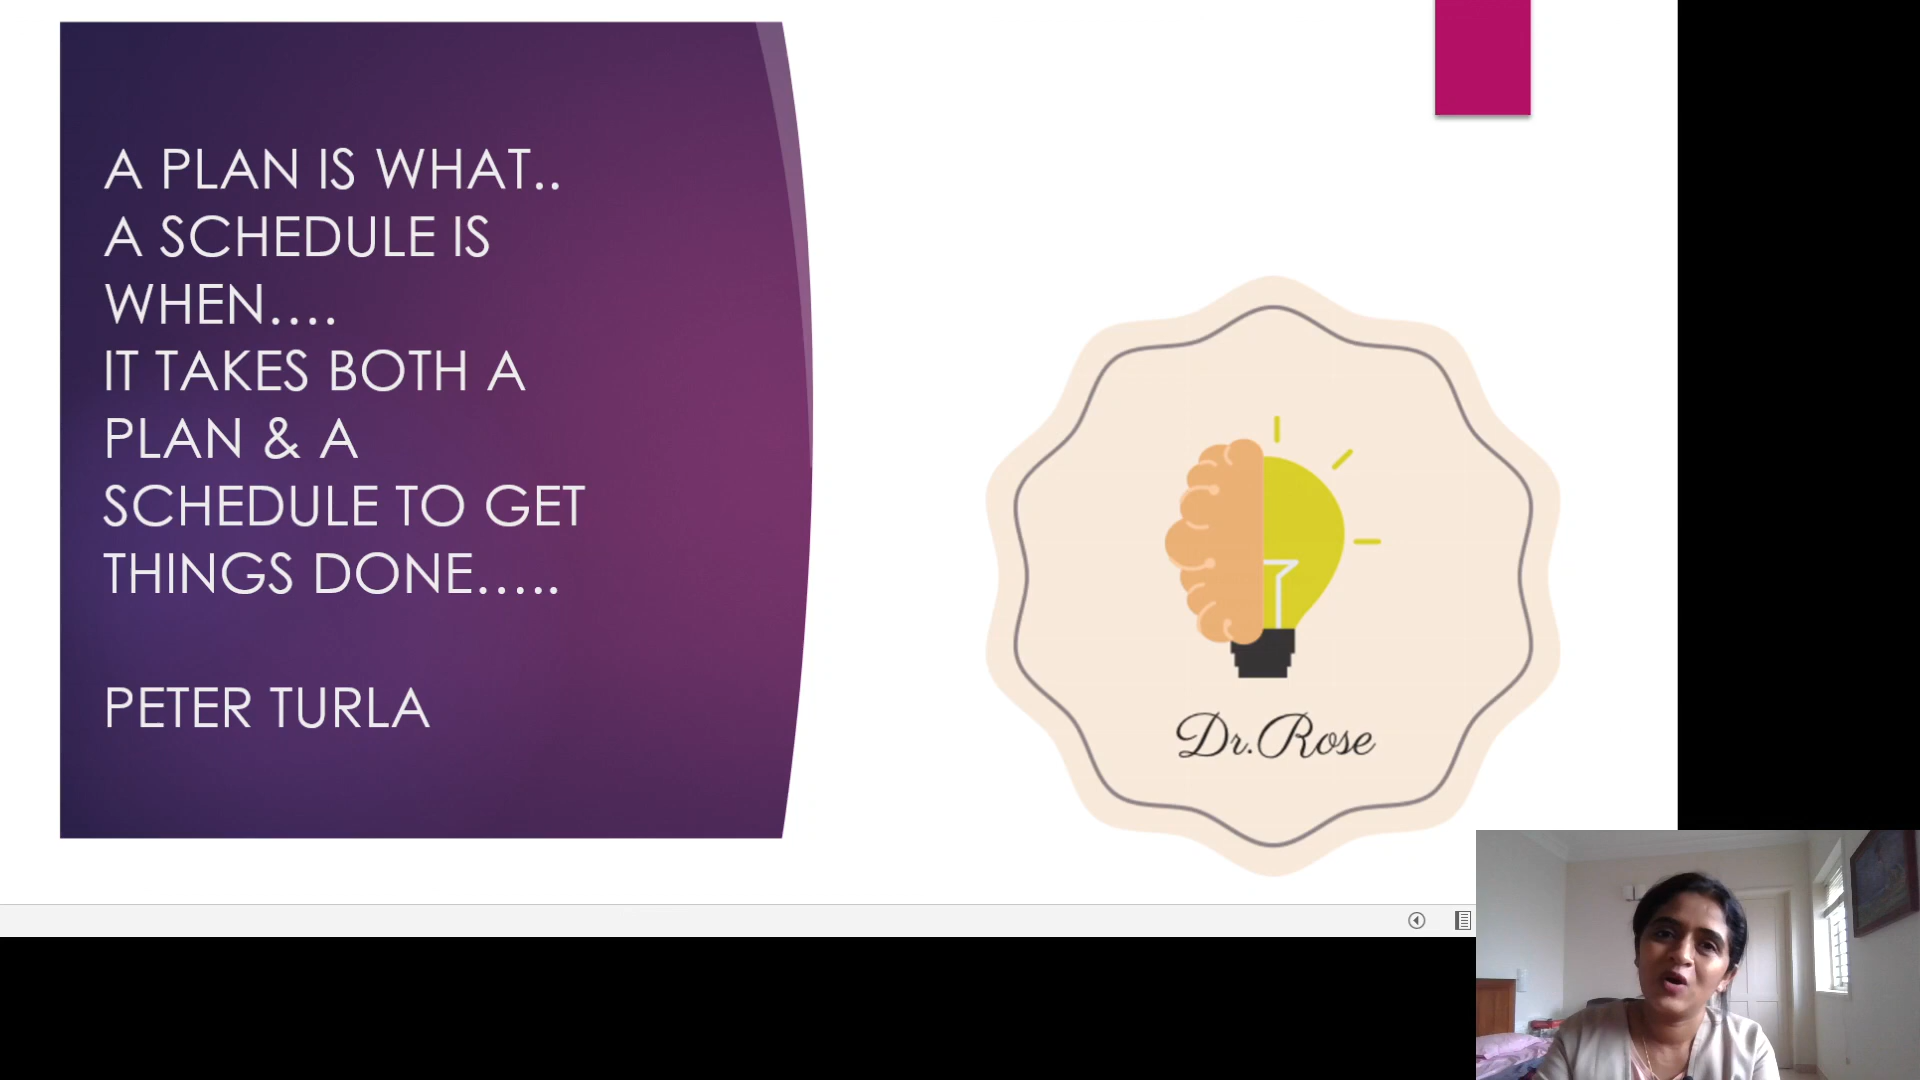 A PLAN IS WHAT..
A SCHEDULE IS
WHEN....
IT TAKES BOTH A
PLAN & A
SCHEDULE TO GET
THINGS DONE.....
PETER TURLA
Dr.Rose